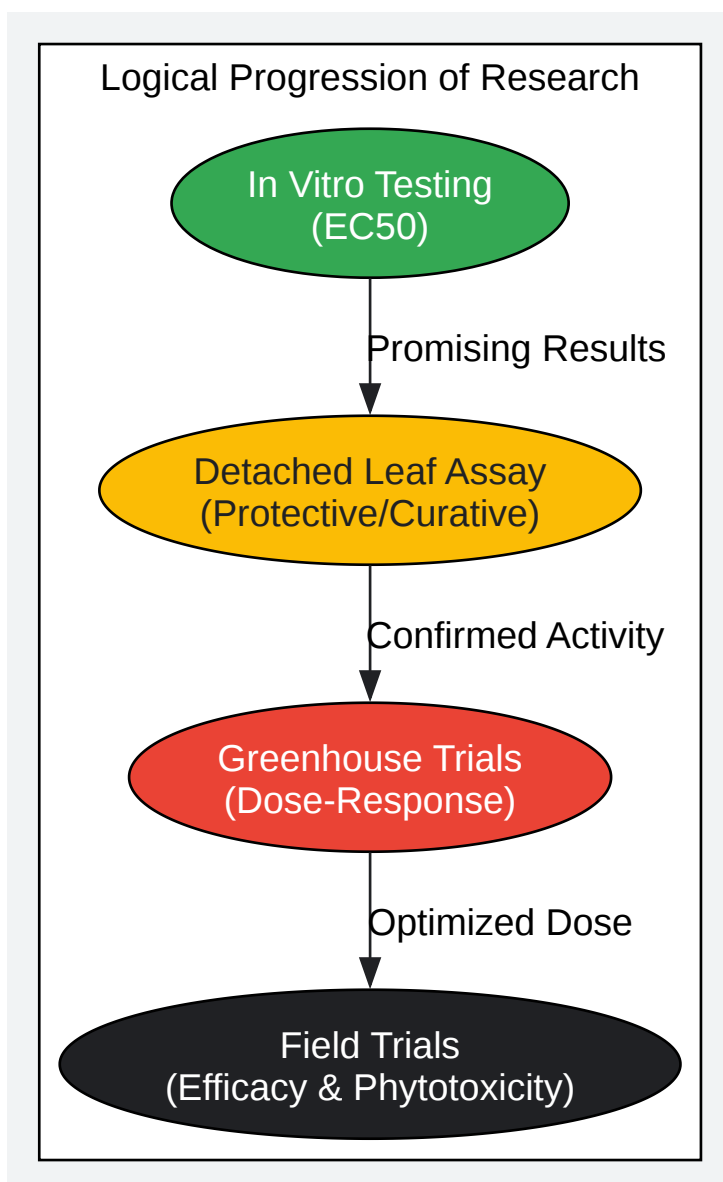 Logical Progression of Research
In Vitro Testing
(EC50)
Promising Results
Detached Leaf Assay
(Protective/Curative)
Confirmed Activity
Greenhouse Trials
(Dose-Response)
Optimized Dose
Field Trials
(Efficacy & Phytotoxicity)